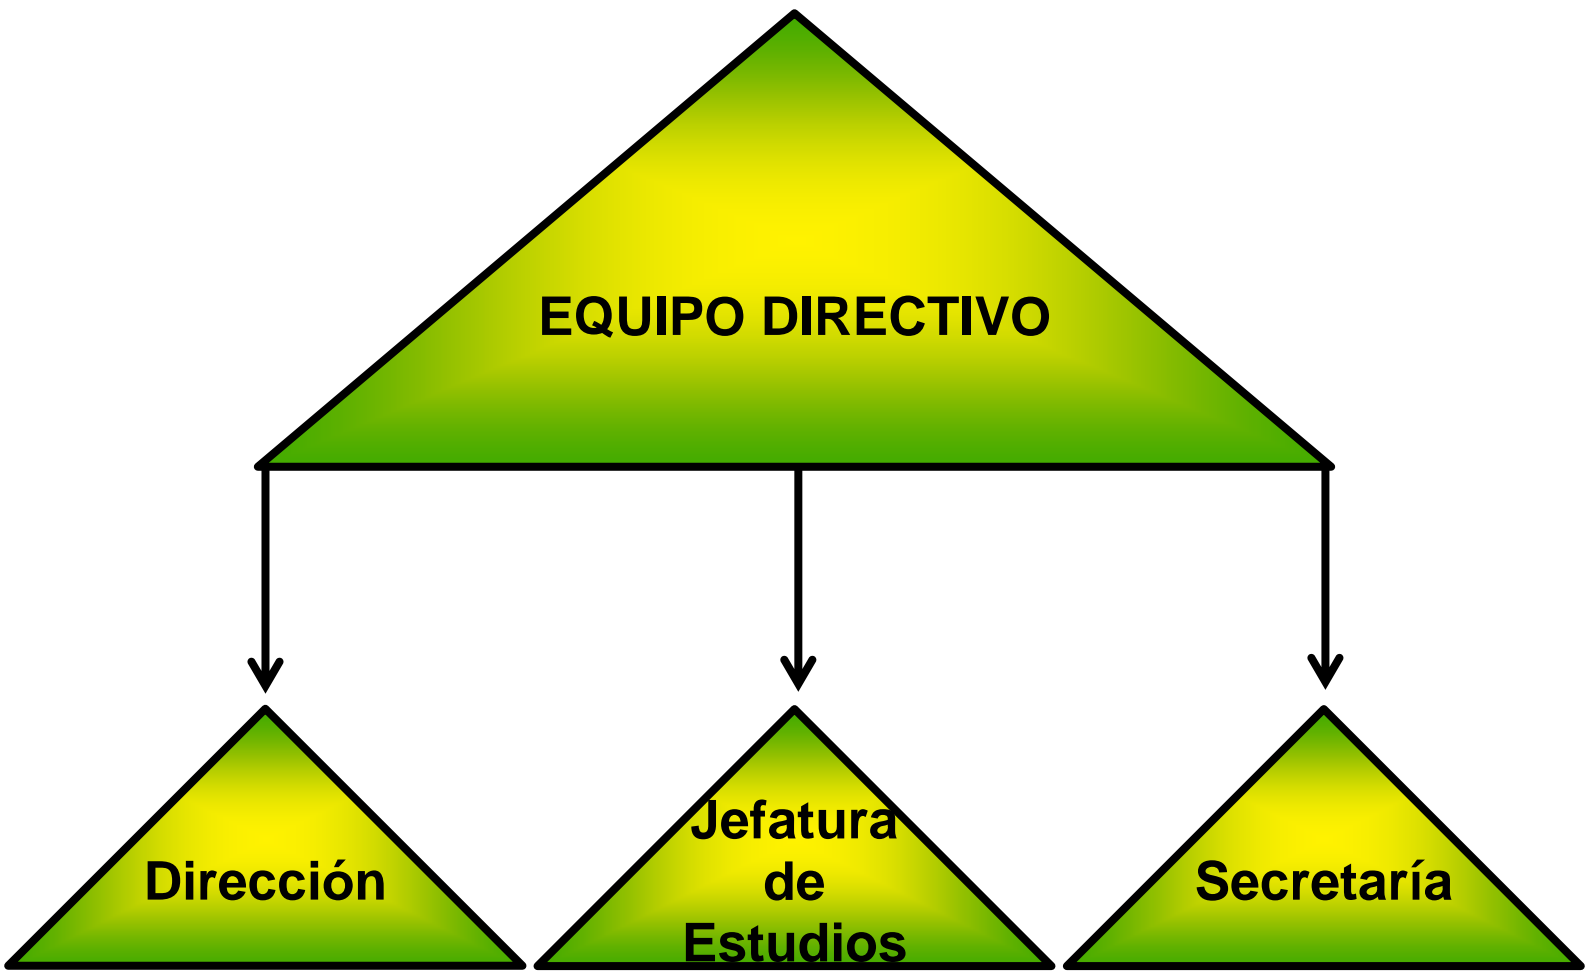 EQUIPO DIRECTIVO
Dirección
Jefatura
de
Estudios
Secretaría